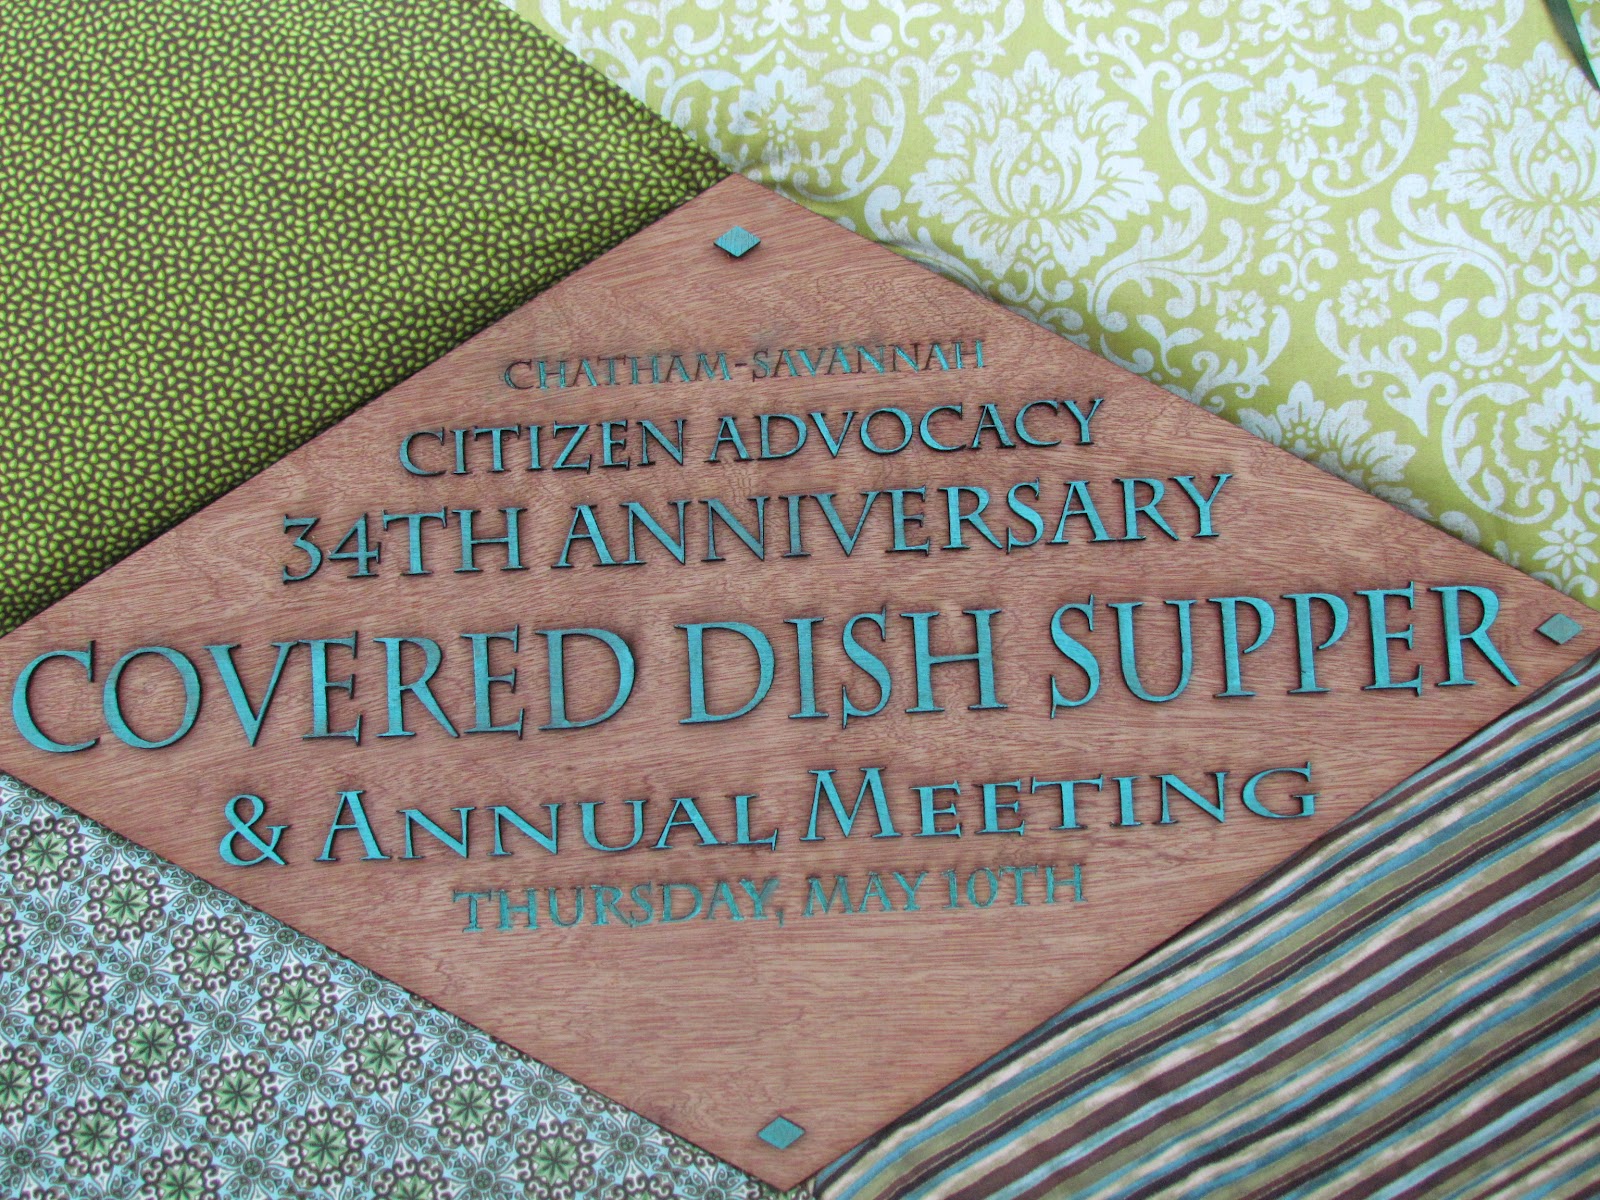 CHATHAM-SAVANNAH
CITIZEN ADVOCACY
34TH ANNIVERSARY
COVERED DISH SUPPER
& ANNUAL MEETING
THURSDAY, MAY 10TH